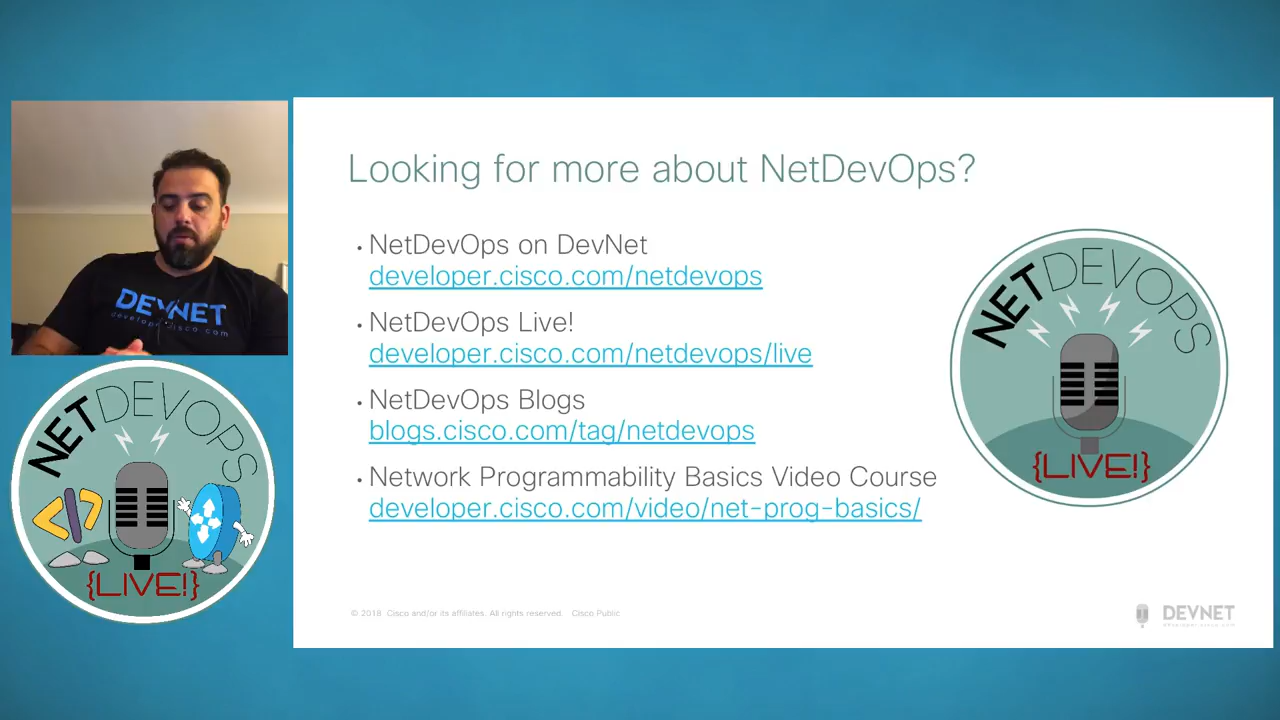 Looking for more about NetDevOps?
• NetDevOps on DevNet
developer.cisco.com/netdevops
• NetDevOps Live!
developer.cisco.com/netdevops/live
• NetDevOps Blogs
blogs.cisco.com/tag/netdevops
• Network Programmability Basics Video Course
developer.cisco.com/video/net-prog-basics/
NETDEVOPS
{LIVE!}
DEVNET
developer.cisco.com
NETDEVOPS
</>
{LIVE!}
© 2018 Cisco and/or its affiliates. All rights reserved. Cisco Public
DEVNET
developer.cisco.com